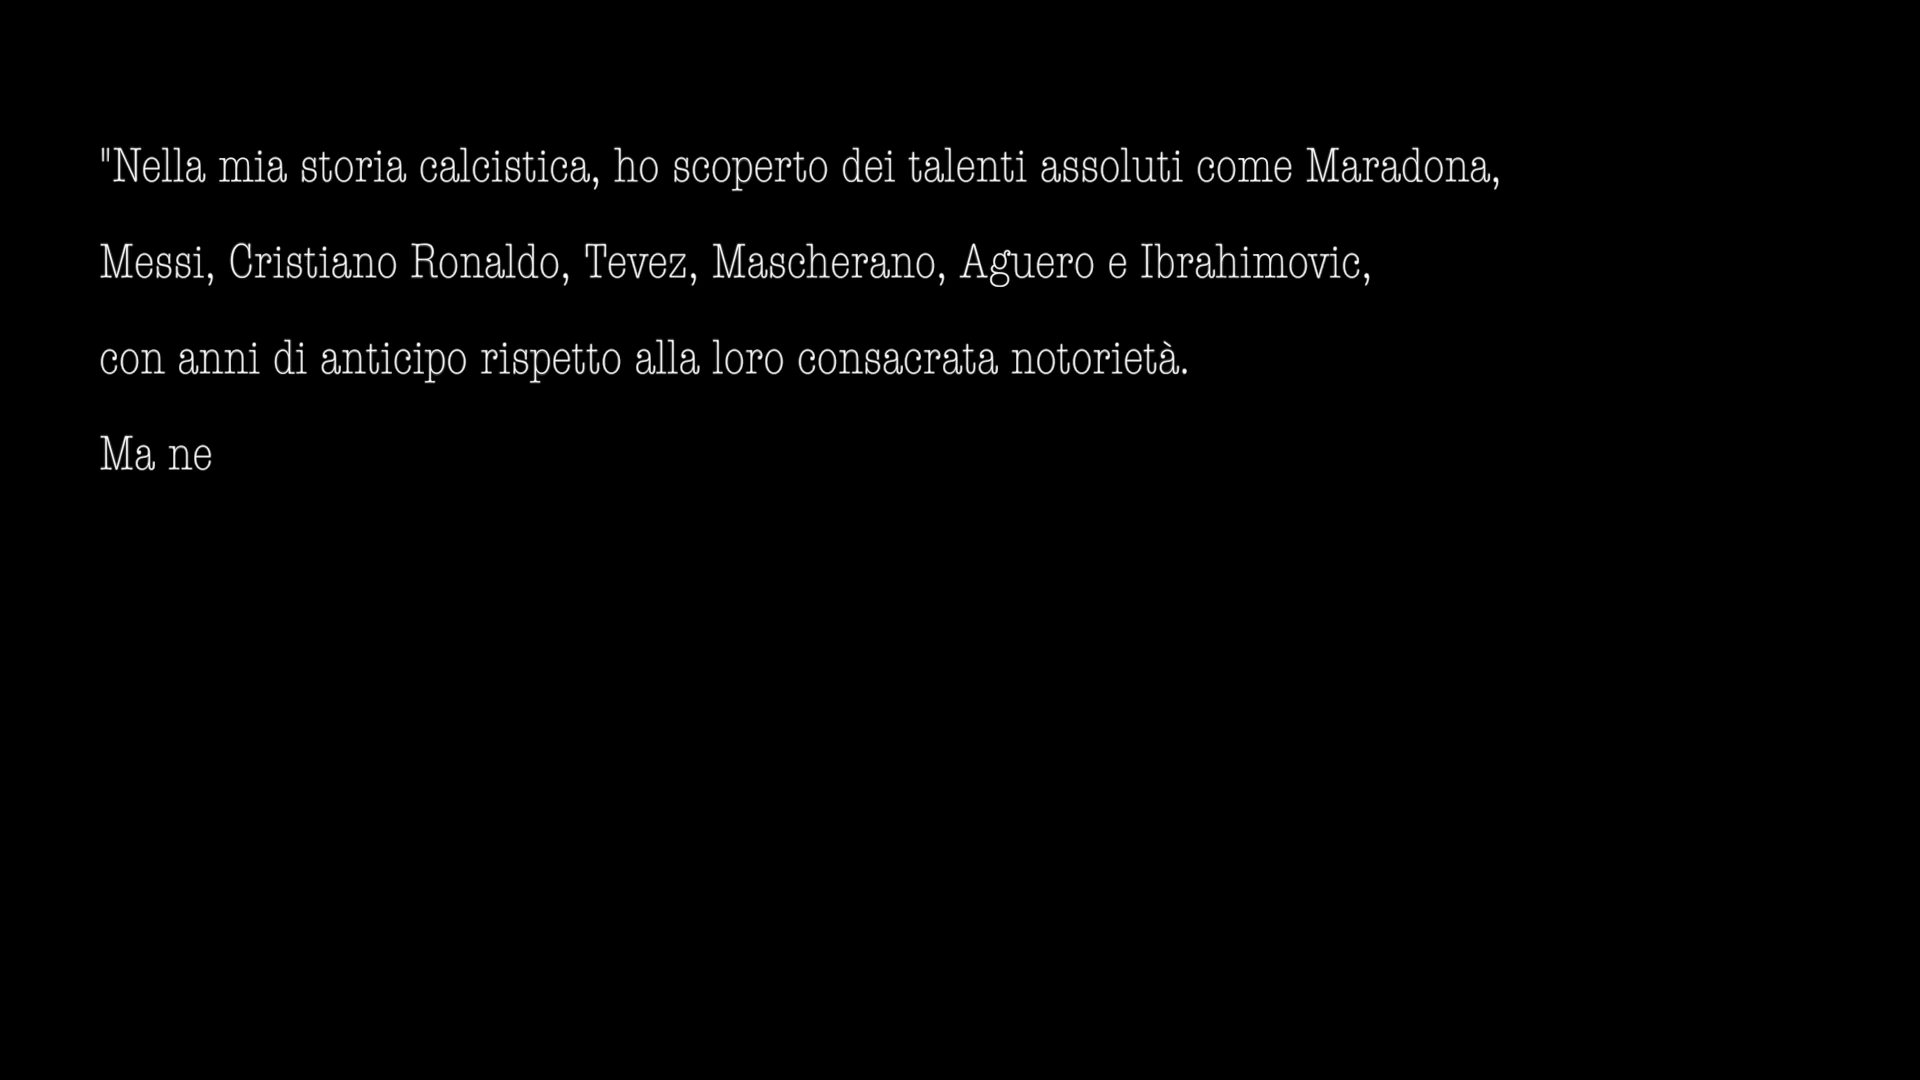 "Nella mia storia calcistica, ho scoperto dei talenti assoluti come Maradona,
Messi, Cristiano Ronaldo, Tevez, Mascherano, Aguero e Ibrahimovic,
con anni di anticipo rispetto alla loro consacrata notorietà.
Ma ne